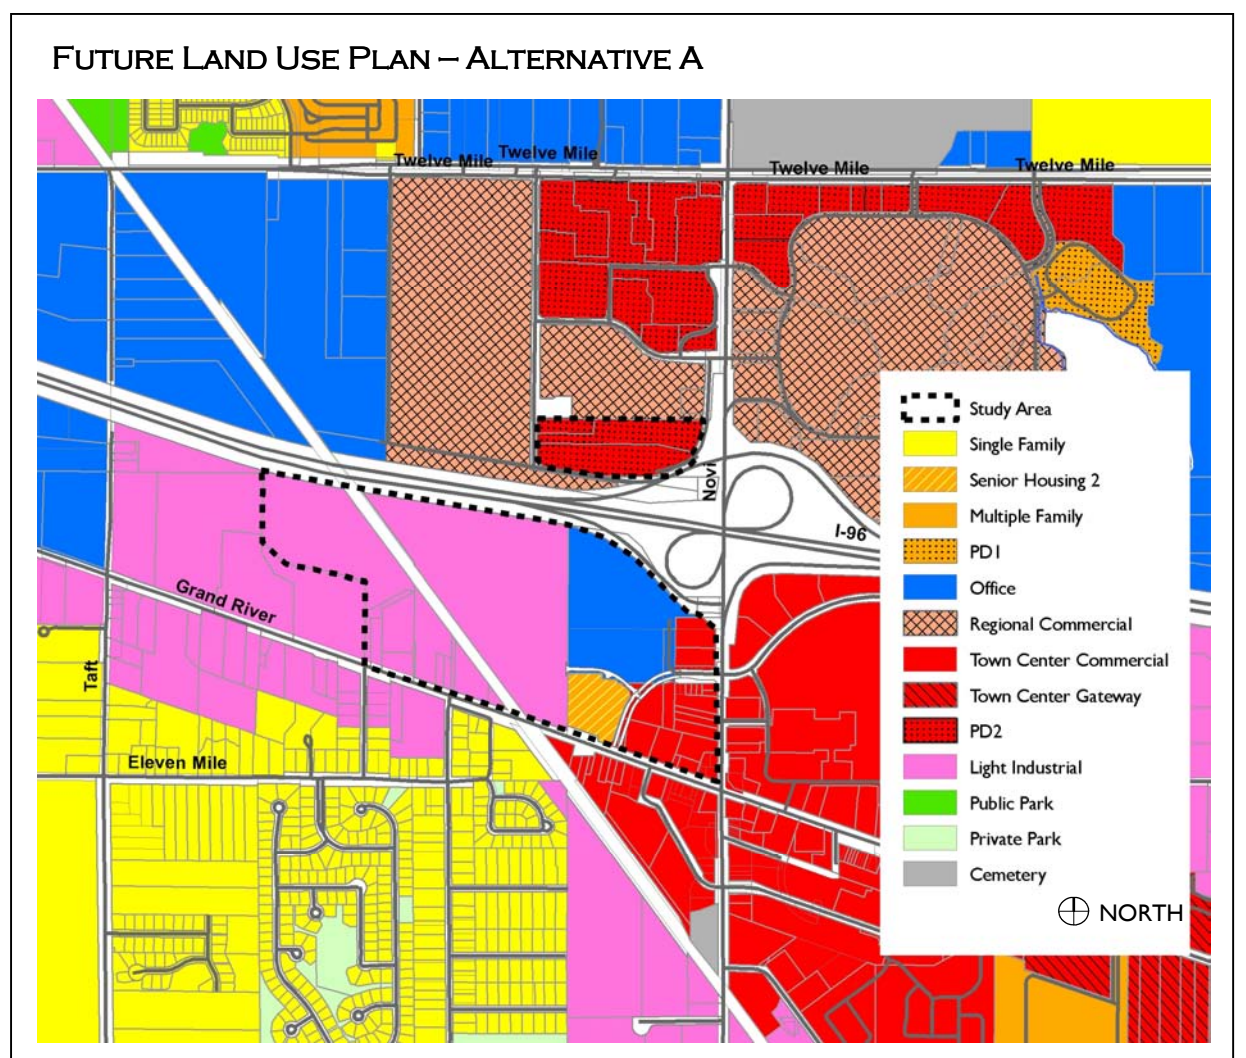 FUTURE LAND USE PLAN – ALTERNATIVE A
Twelve Mile
Twelve Mile
Twelve Mile
Twelve Mile
Study Area
Single Family
Senior Housing 2
Multiple Family
PD1
Office
Regional Commercial
Town Center Commercial
Town Center Gateway
PD2
Light Industrial
Public Park
Private Park
Cemetery
NORTH
Novi
I-96
Grand River
Taft
Eleven Mile